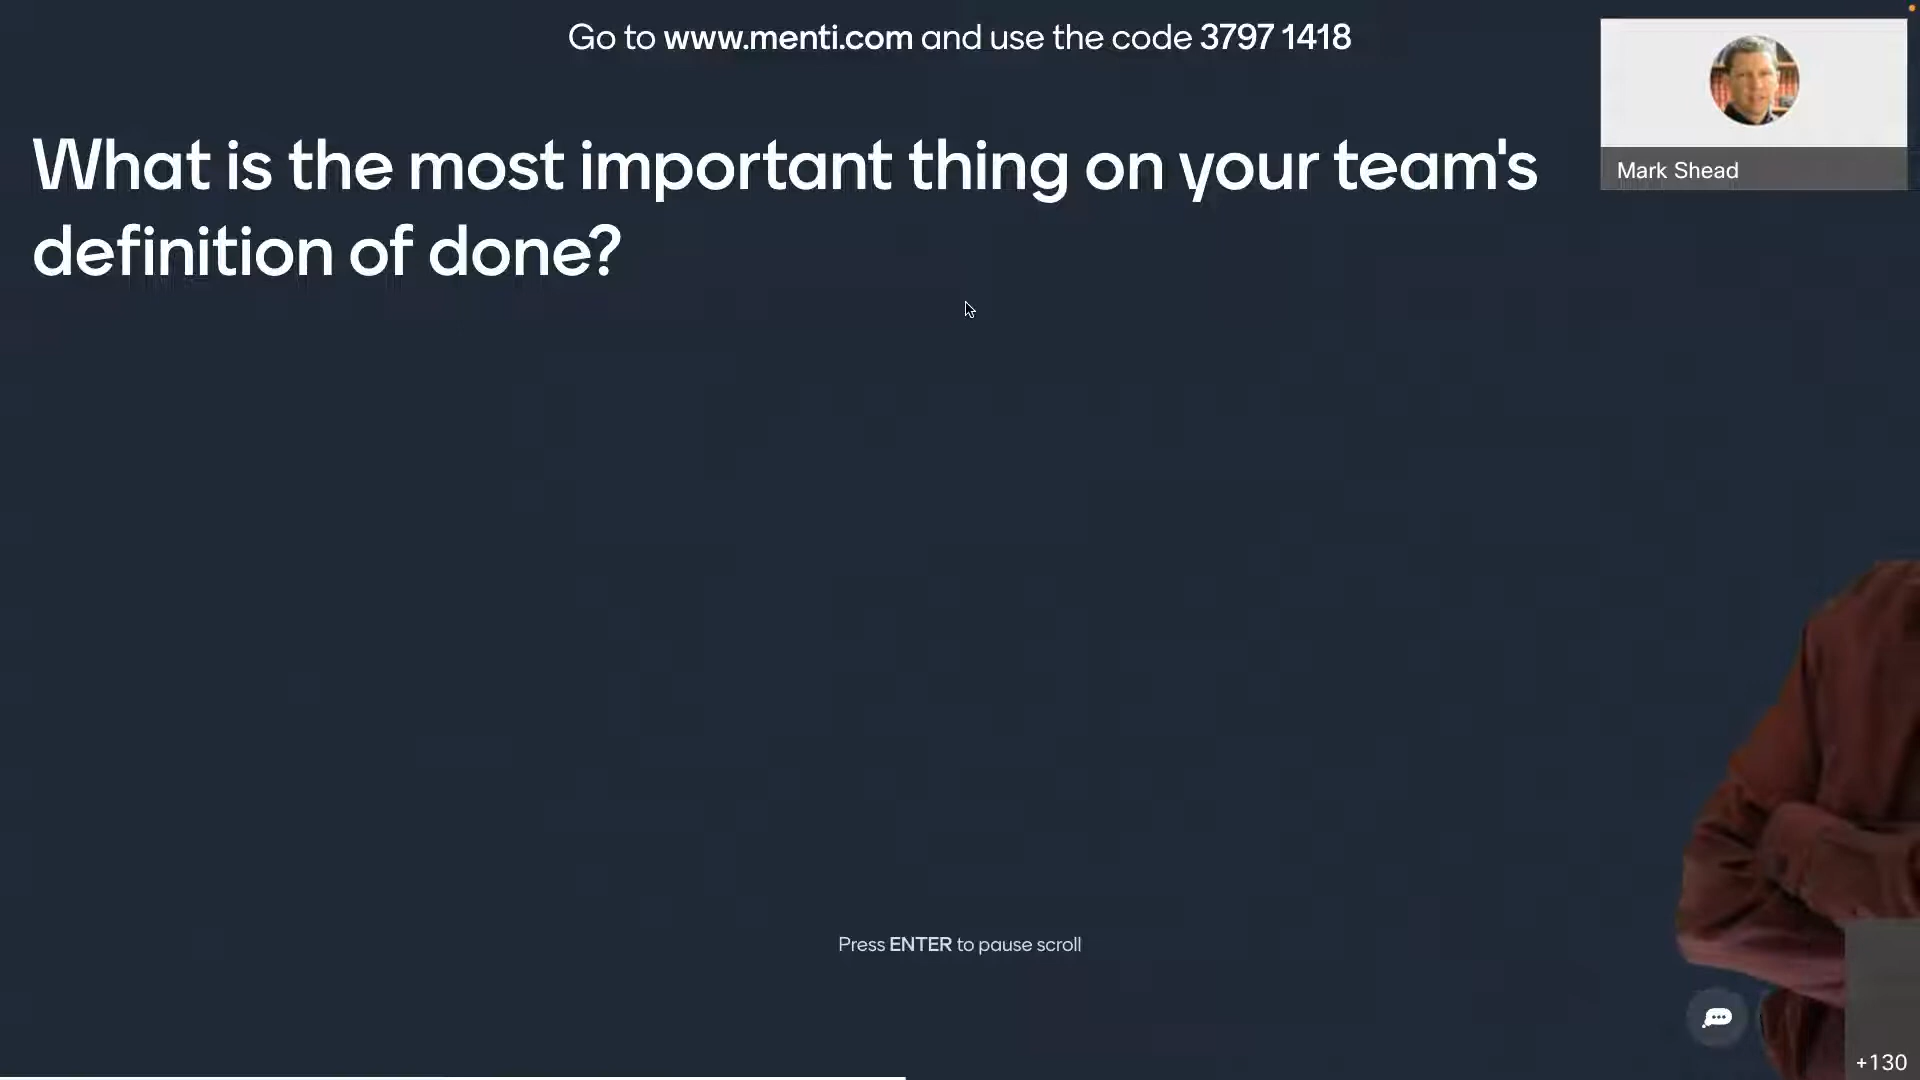 Go to www.menti.com and use the code 3797 1418
Mark Shead
What is the most important thing on your team's
definition of done?
Press ENTER to pause scroll
+130